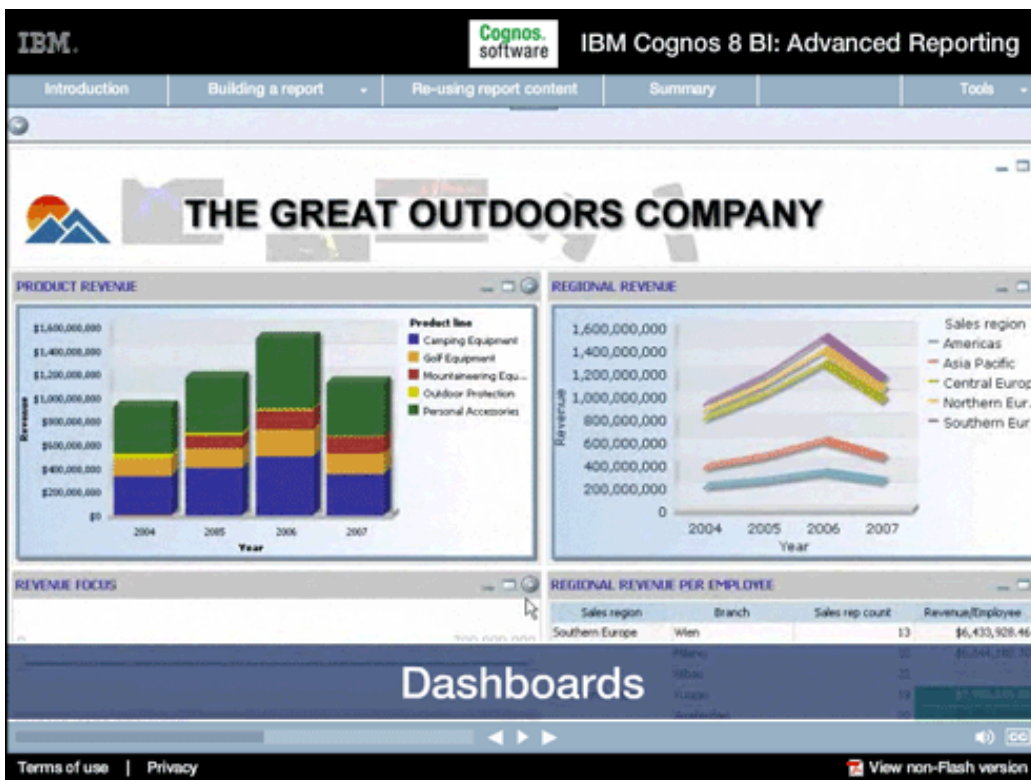 IBM.
Cognos.
software
IBM Cognos 8 BI: Advanced Reporting
Introduction
Building a report
Re-using report content
Summary
Tools
THE GREAT OUTDOORS COMPANY
PRODUCT REVENUE
$1,600,000,000
$1,400,000,000
$1,200,000,000
$1,000,000,000
$800,000,000
$600,000,000
$400,000,000
$200,000,000
$0
Revenue
2004 2005 2006 2007
Year
Product line
Camping Equipment
Golf Equipment
Mountaineering Equ...
Outdoor Protection
Personal Accessories
REGIONAL REVENUE
1,600,000,000
1,400,000,000
1,200,000,000
1,000,000,000
800,000,000
600,000,000
400,000,000
200,000,000
0
Revenue
2004 2005 2006 2007
Year
Sales region
Americas
Asia Pacific
Central Europ
Northern Eur.
Southern Eur
REVENUE FOCUS
0 700,000,000
REGIONAL REVENUE PER EMPLOYEE
Sales region Branch Sales rep count Revenue/Employee
Southern Europe Wien 13 $6,433,928.46
Milano
Bilbao
Dashboards
Terms of use | Privacy
CC
View non-Flash version